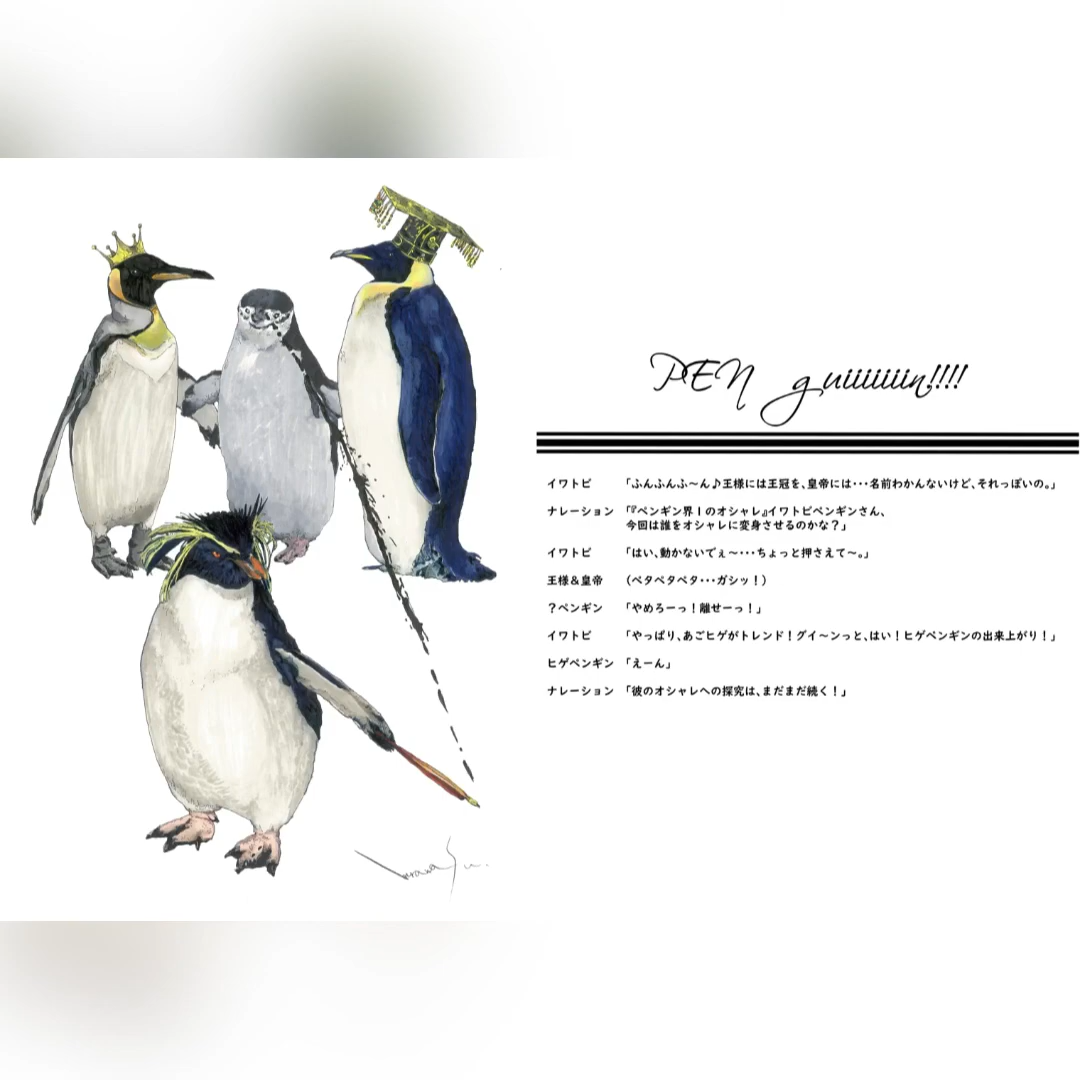 PEN guiiiiiiin!!!!
イワトビ 「ふんふんふ～ん♪王様には王冠を、皇帝には・・・名前わかんないけど、それっぽいの。」
ナレーション 「『ペンギン界１のオシャレ』イワトビペンギンさん、
今回は誰をオシャレに変身させるのかな？」
イワトビ 「はい、動かないでぇ～・・・ちょっと押さえて～。」
王様＆皇帝 （ペタペタペタ・・・ガシッ！）
？ペンギン 「やめろーっ！離せーっ！」
イワトビ 「やっぱり、あごヒゲがトレンド！グイ～ンっと、はい！ヒゲペンギンの出来上がり！」
ヒゲペンギン 「えーん」
ナレーション 「彼のオシャレへの探究は、まだまだ続く！」